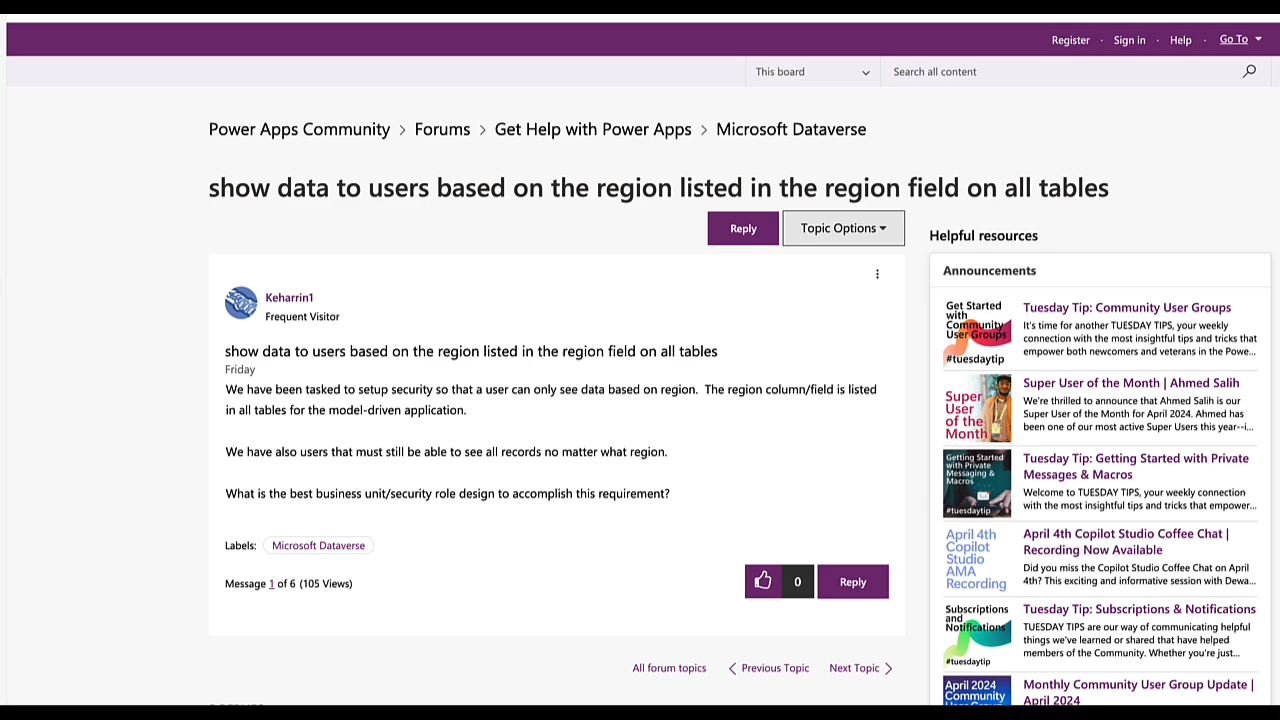 Register · Sign in · Help · Go To
This board
Search all content
Power Apps Community > Forums > Get Help with Power Apps > Microsoft Dataverse
show data to users based on the region listed in the region field on all tables
Reply
Topic Options
Keharrin1
Frequent Visitor
show data to users based on the region listed in the region field on all tables
Friday
We have been tasked to setup security so that a user can only see data based on region.  The region column/field is listed
in all tables for the model-driven application.
We have also users that must still be able to see all records no matter what region.
What is the best business unit/security role design to accomplish this requirement?
Labels: Microsoft Dataverse
Message 1 of 6 (105 Views)
0
Reply
All forum topics
Previous Topic
Next Topic
Helpful resources
Announcements
Get Started
with
Community
User Groups
#tuesdaytip
Tuesday Tip: Community User Groups
It's time for another TUESDAY TIPS, your weekly
connection with the most insightful tips and tricks that
empower both newcomers and veterans in the Powe...
Super
User
of the
Month
Super User of the Month | Ahmed Salih
We're thrilled to announce that Ahmed Salih is our
Super User of the Month for April 2024. Ahmed has
been one of our most active Super Users this year--i...
Getting Started
with Private
Messaging &
Macros
#tuesdaytip
Tuesday Tip: Getting Started with Private
Messages & Macros
Welcome to TUESDAY TIPS, your weekly connection
with the most insightful tips and tricks that empower...
April 4th
Copilot
Studio
AMA
Recording
April 4th Copilot Studio Coffee Chat |
Recording Now Available
Did you miss the Copilot Studio Coffee Chat on April
4th? This exciting and informative session with Dewa...
Subscriptions
and
Notifications
#tuesdaytip
Tuesday Tip: Subscriptions & Notifications
TUESDAY TIPS are our way of communicating helpful
things we've learned or shared that have helped
members of the Community. Whether you're just...
April 2024
Community
Monthly Community User Group Update |
April 2024